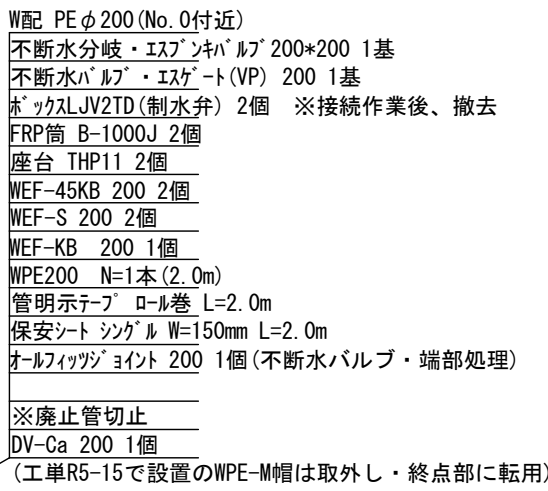 W配 PEφ200(No.0付近)
不断水分岐・ｴｽﾌﾞﾝｷﾊﾞﾙﾌﾞ200*200 1基
不断水ﾊﾞﾙﾌﾞ・ｴｽｹﾞｰﾄ(VP) 200 1基
ﾎﾞｯｸｽLJV2TD(制水弁) 2個　※接続作業後、撤去
FRP筒 B-1000J 2個
座台 THP11 2個
WEF-45KB 200 2個
WEF-S 200 2個
WEF-KB  200 1個
WPE200  N=1本(2.0m)
管明示ﾃｰﾌﾟ ﾛｰﾙ巻 L=2.0m
保安ｼｰﾄ ｼﾝｸﾞﾙ W=150mm L=2.0m
ｵｰﾙﾌｨｯﾂｼﾞｮｲﾝﾄ 200 1個(不断水バルブ・端部処理)
※廃止管切止
DV-Ca 200 1個
(工単R5-15で設置のWPE-M帽は取外し・終点部に転用)